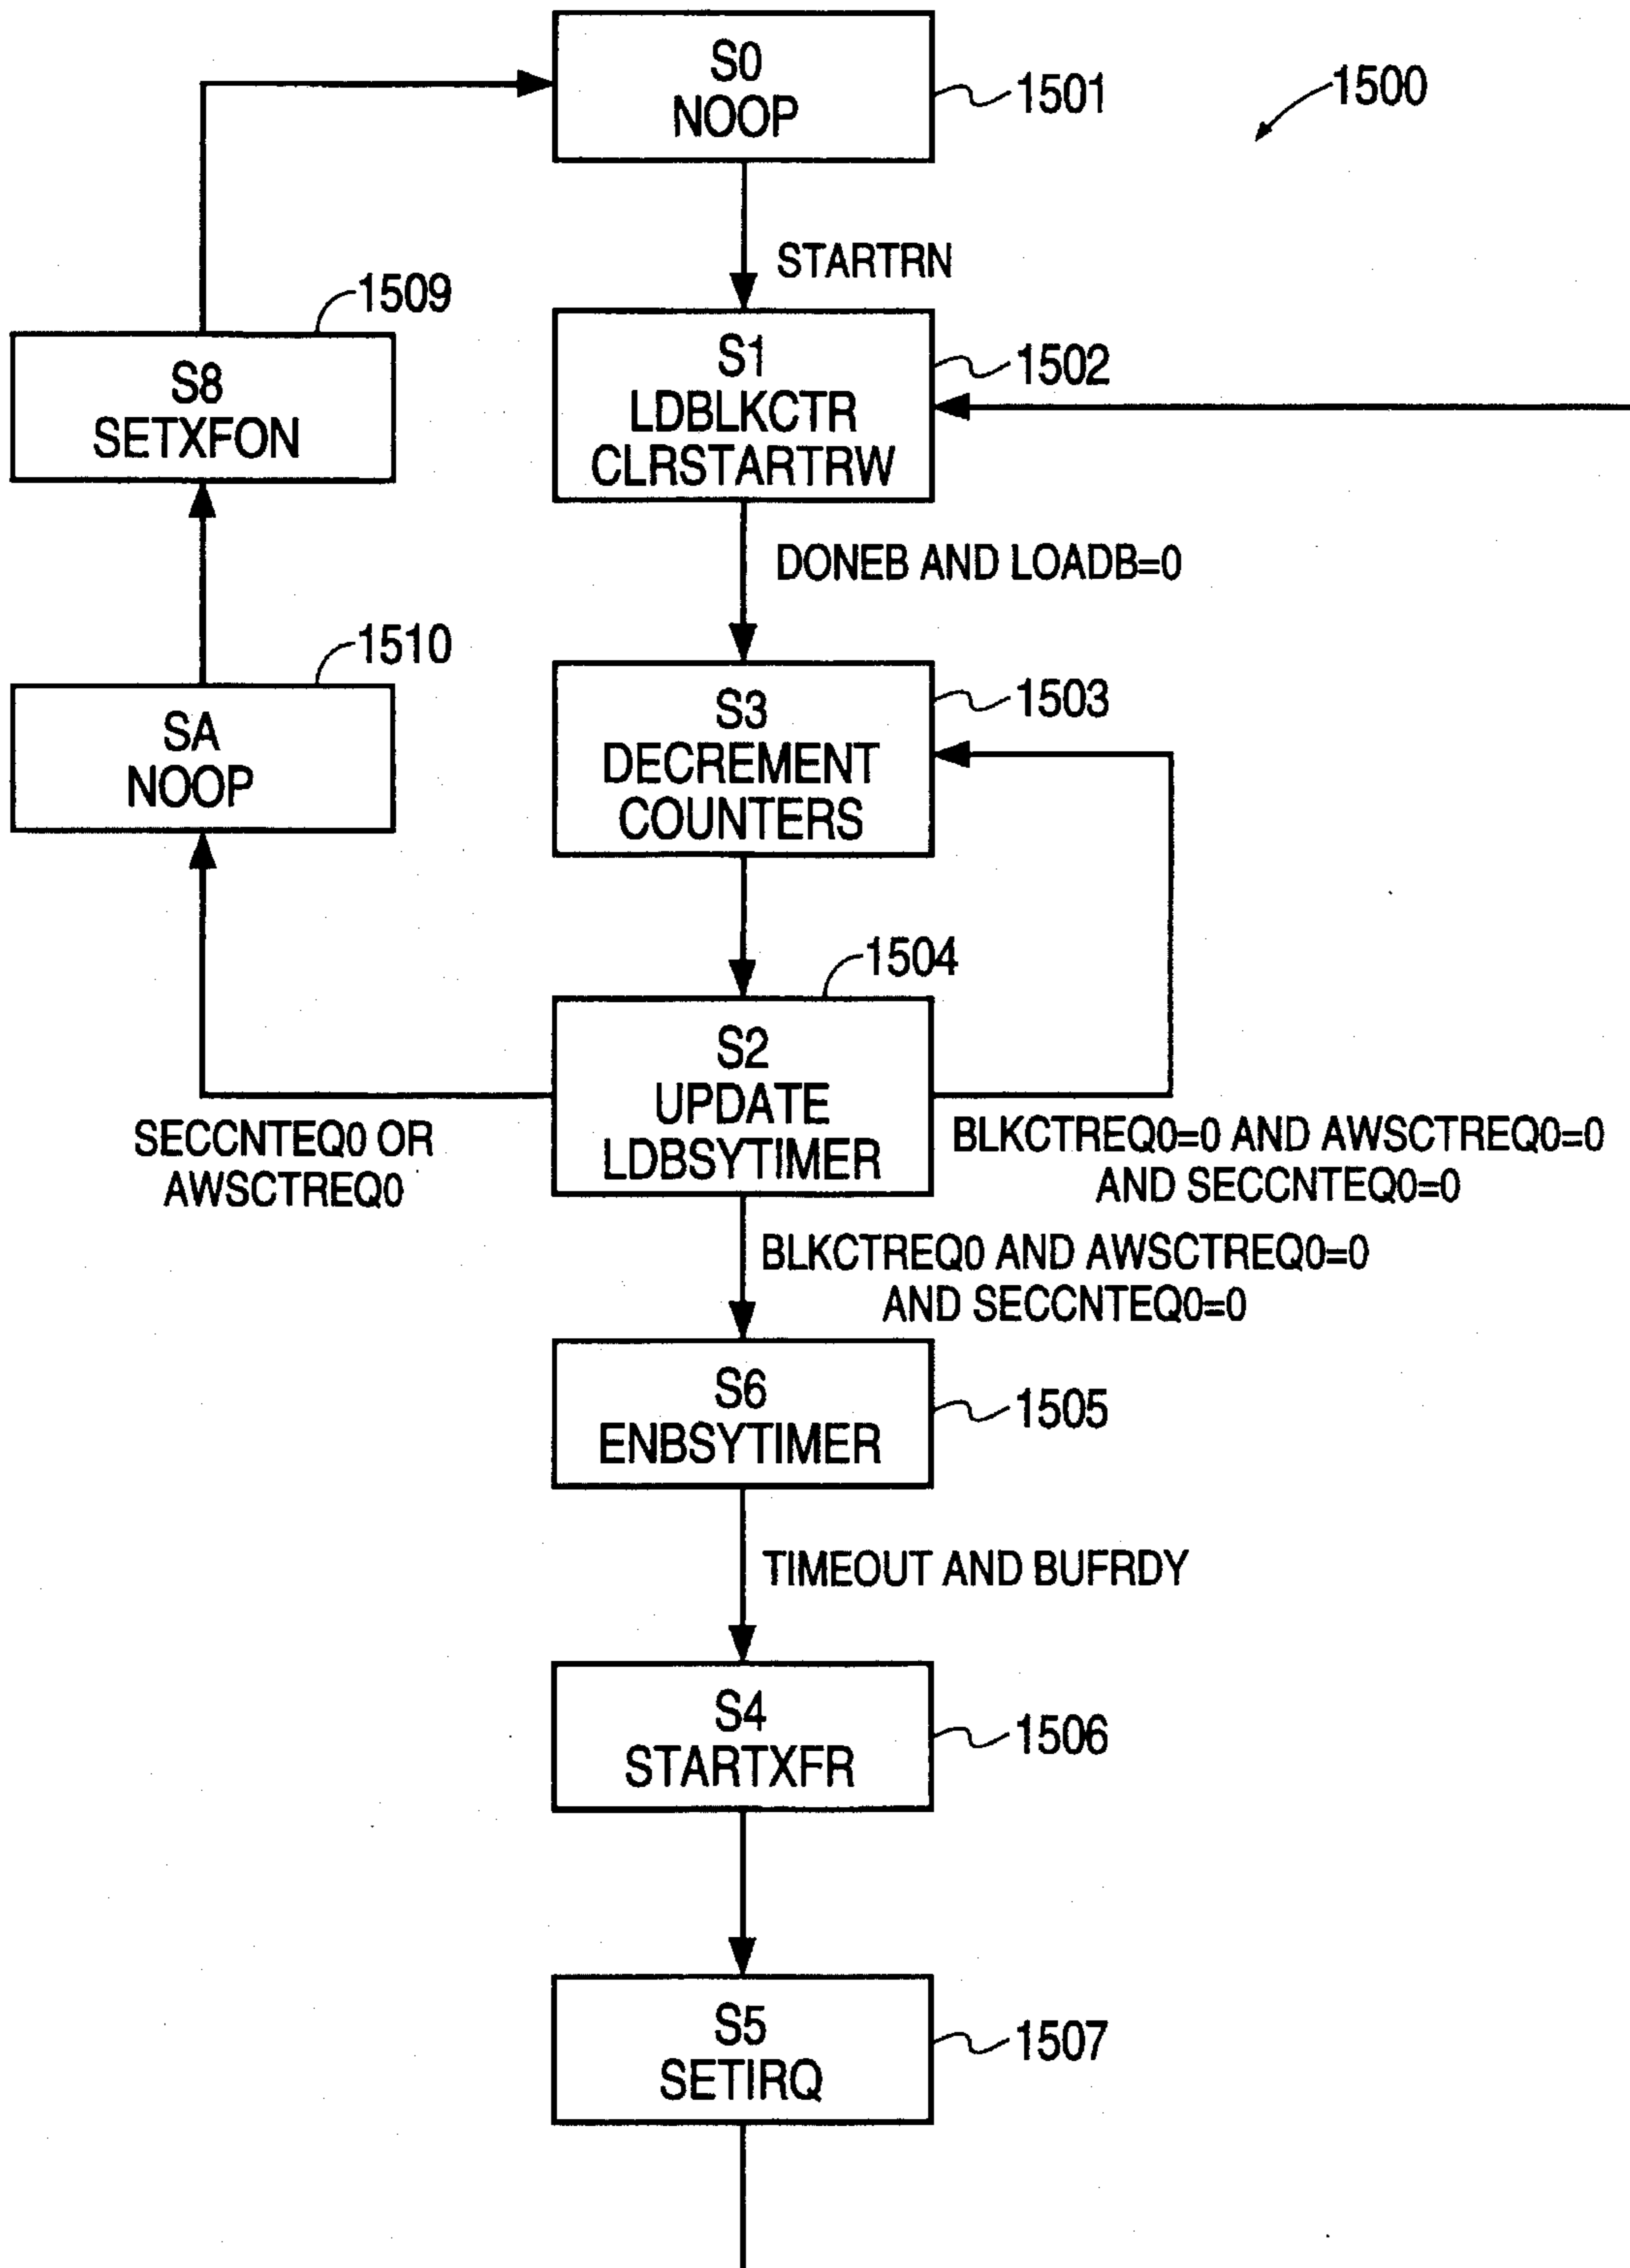 S0
NOOP
1501
1500
STARTRN
1509
S8
SETXFON
S1
LDBLKCTR
CLRSTARTRW
1502
DONEB AND LOADB=0
1510
SA
NOOP
S3
DECREMENT
COUNTERS
1503
1504
S2
UPDATE
LDBSYTIMER
SECCNTEQ0 OR
AWSCTREQ0
BLKCTREQ0=0 AND AWSCTREQ0=0
AND SECCNTEQ0=0
BLKCTREQ0 AND AWSCTREQ0=0
AND SECCNTEQ0=0
S6
ENBSYTIMER
1505
TIMEOUT AND BUFRDY
S4
STARTXFR
1506
S5
SETIRQ
1507